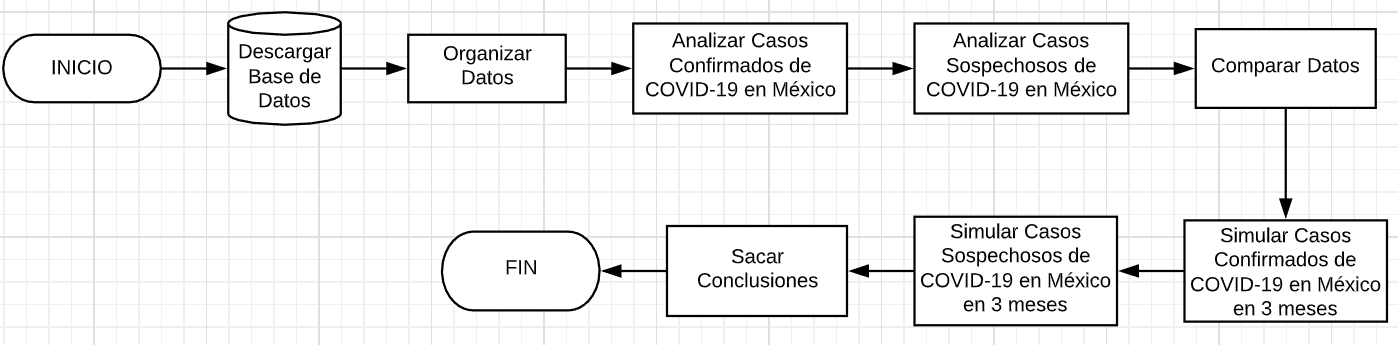 INICIO
Descargar
Base de
Datos
Organizar
Datos
Analizar Casos
Confirmados de
COVID-19 en México
Analizar Casos
Sospechosos de
COVID-19 en México
Comparar Datos
Simular Casos
Confirmados de
COVID-19 en México
en 3 meses
Simular Casos
Sospechosos de
COVID-19 en México
en 3 meses
Sacar
Conclusiones
FIN